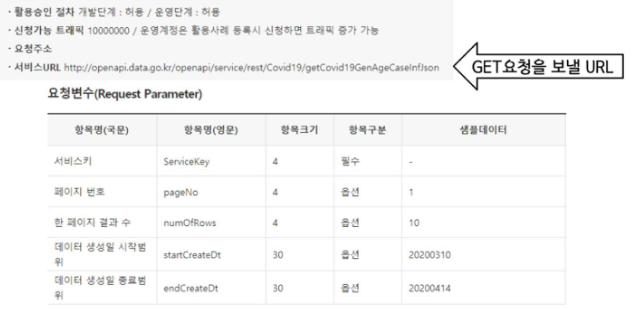 · 활용승인 절차 개발단계 : 허용 / 운영단계 : 허용
· 신청가능 트래픽 10000000 / 운영계정은 활용사례 등록시 신청하면 트래픽 증가 가능
· 요청주소
· 서비스URL http://openapi.data.go.kr/openapi/service/rest/Covid19/getCovid19GenAgeCaseInfJson
GET요청을 보낼 URL
요청변수(Request Parameter)
항목명(국문) 항목명(영문) 항목크기 항목구분 샘플데이터
서비스키 ServiceKey 4 필수 -
페이지 번호 pageNo 4 옵션 1
한 페이지 결과 수 numOfRows 4 옵션 10
데이터 생성일 시작범
위 startCreateDt 30 옵션 20200310
데이터 생성일 종료범
위 endCreateDt 30 옵션 20200414